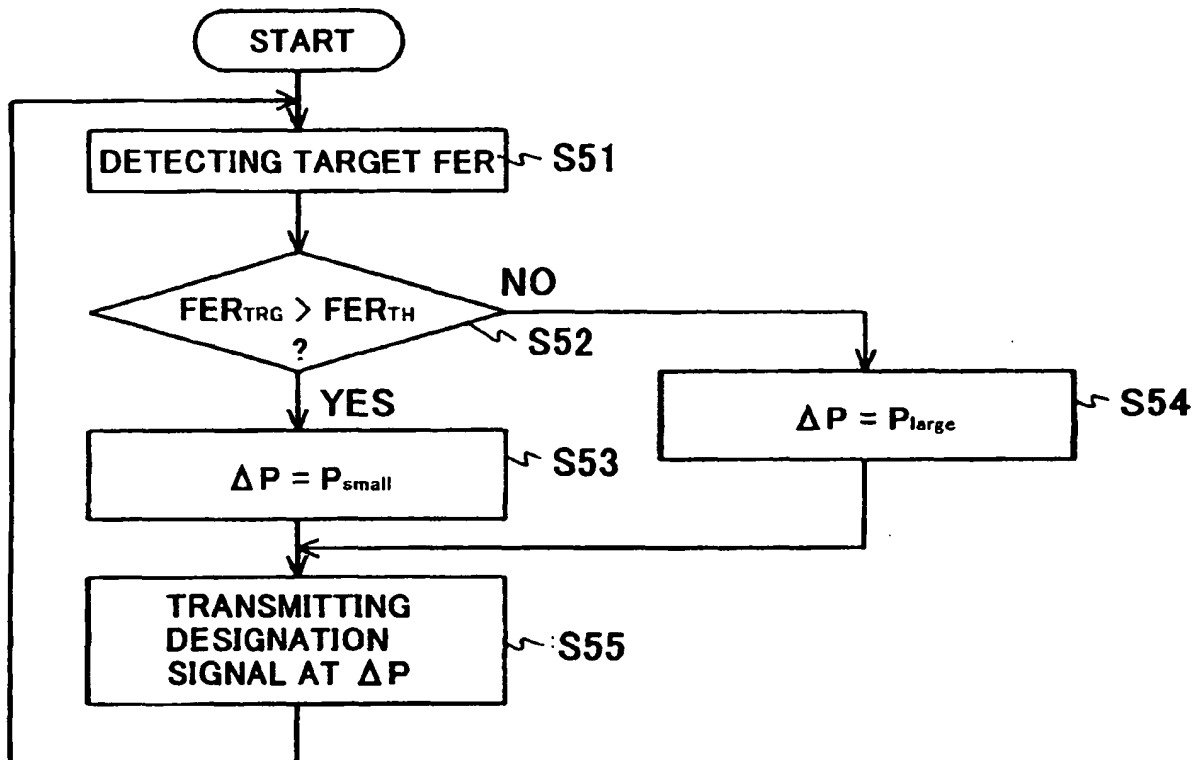 START
DETECTING TARGET FER
S51
NO
FERTRG > FERTH
?
S52
YES
ΔP = Plarge
S54
ΔP = Psmall
S53
TRANSMITTING
DESIGNATION
SIGNAL AT ΔP
S55